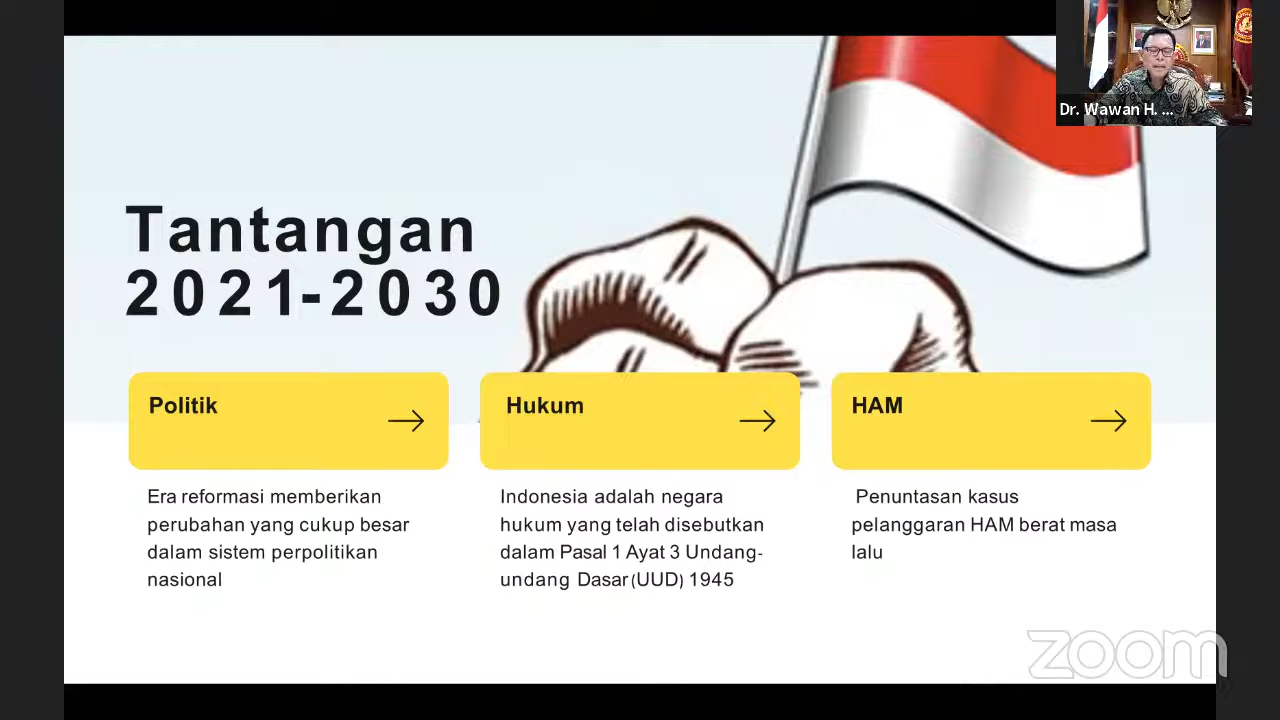 Dr. Wawan H. ...
Tantangan
2021-2030
Politik
Era reformasi memberikan
perubahan yang cukup besar
dalam sistem perpolitikan
nasional
Hukum
Indonesia adalah negara
hukum yang telah disebutkan
dalam Pasal 1 Ayat 3 Undang-
undang Dasar (UUD) 1945
HAM
Penuntasan kasus
pelanggaran HAM berat masa
lalu
zoom